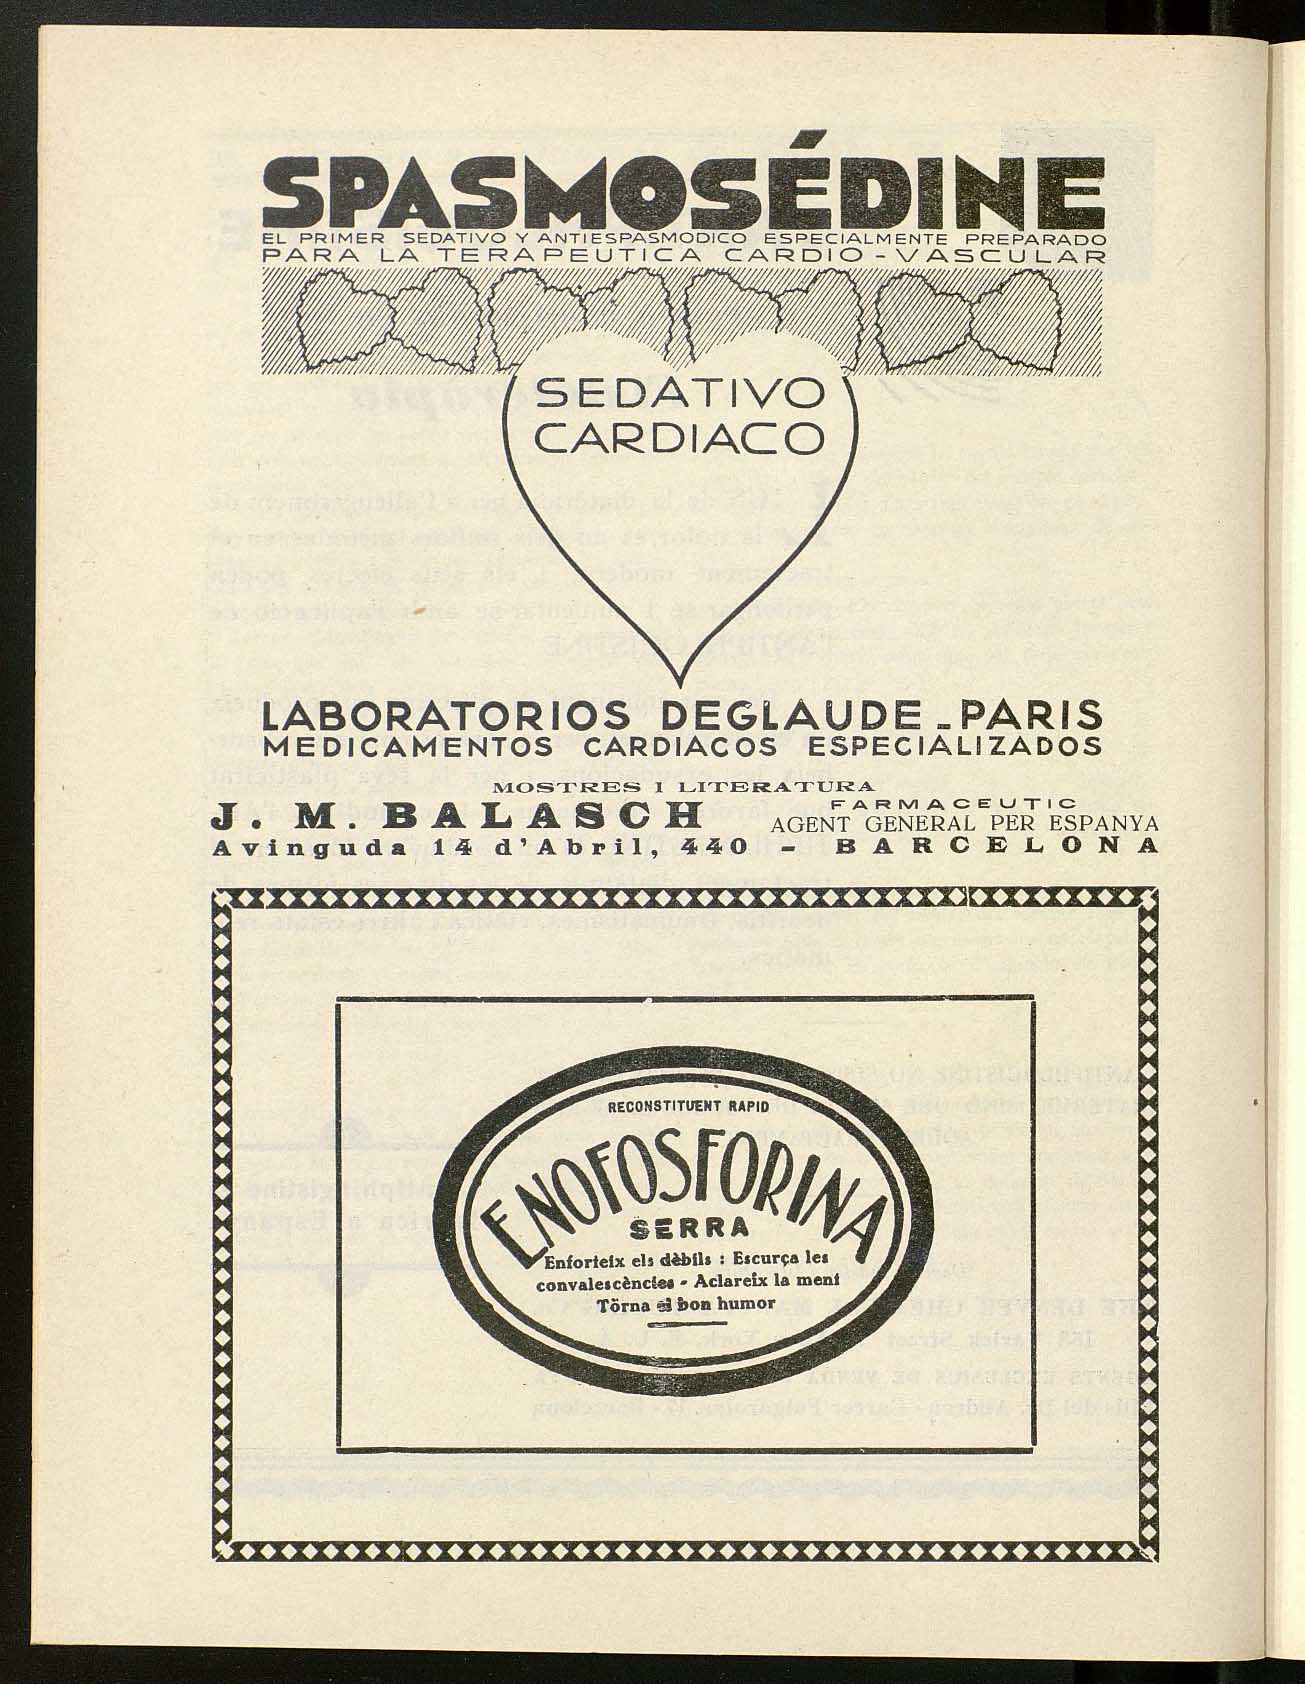 SPASMOSÉDINE
EL PRIMER SEDATIVO Y ANTIESPASMODICO ESPECIALMENTE PREPARADO
PARA LA TERAPEUTICA CARDIO-VASCULAR
SEDATIVO
CARDIACO
LABORATORIOS DEGLAUDE - PARIS
MEDICAMENTOS CARDIACOS ESPECIALIZADOS
MOSTRES I LITERATURA
J. M. BALASCH FARMACEUTIC
AGENT GENERAL PER ESPANYA
Avinguda 14 d'Abril, 440 - BARCELONA
RECONSTITUENT RAPID
ENOFOSFORINA
SERRA
Enforteix els dèbils : Escurça les
convalescències - Aclareix la ment
Törna el bon humor